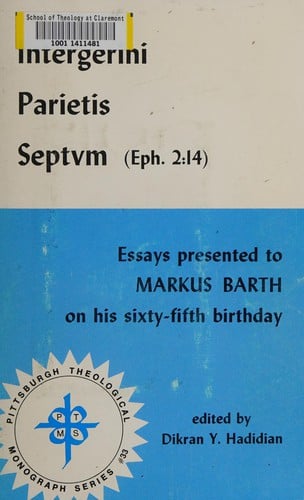 School of Theology at Claremont
1001 1411481
Intergerini
Parietis
Septvm (Eph. 2:14)
Essays presented to
MARKUS BARTH
on his sixty-fifth birthday
edited by
Dikran Y. Hadidian
PITTSBURGH THEOLOGICAL
MONOGRAPH SERIES #33
P T
M S